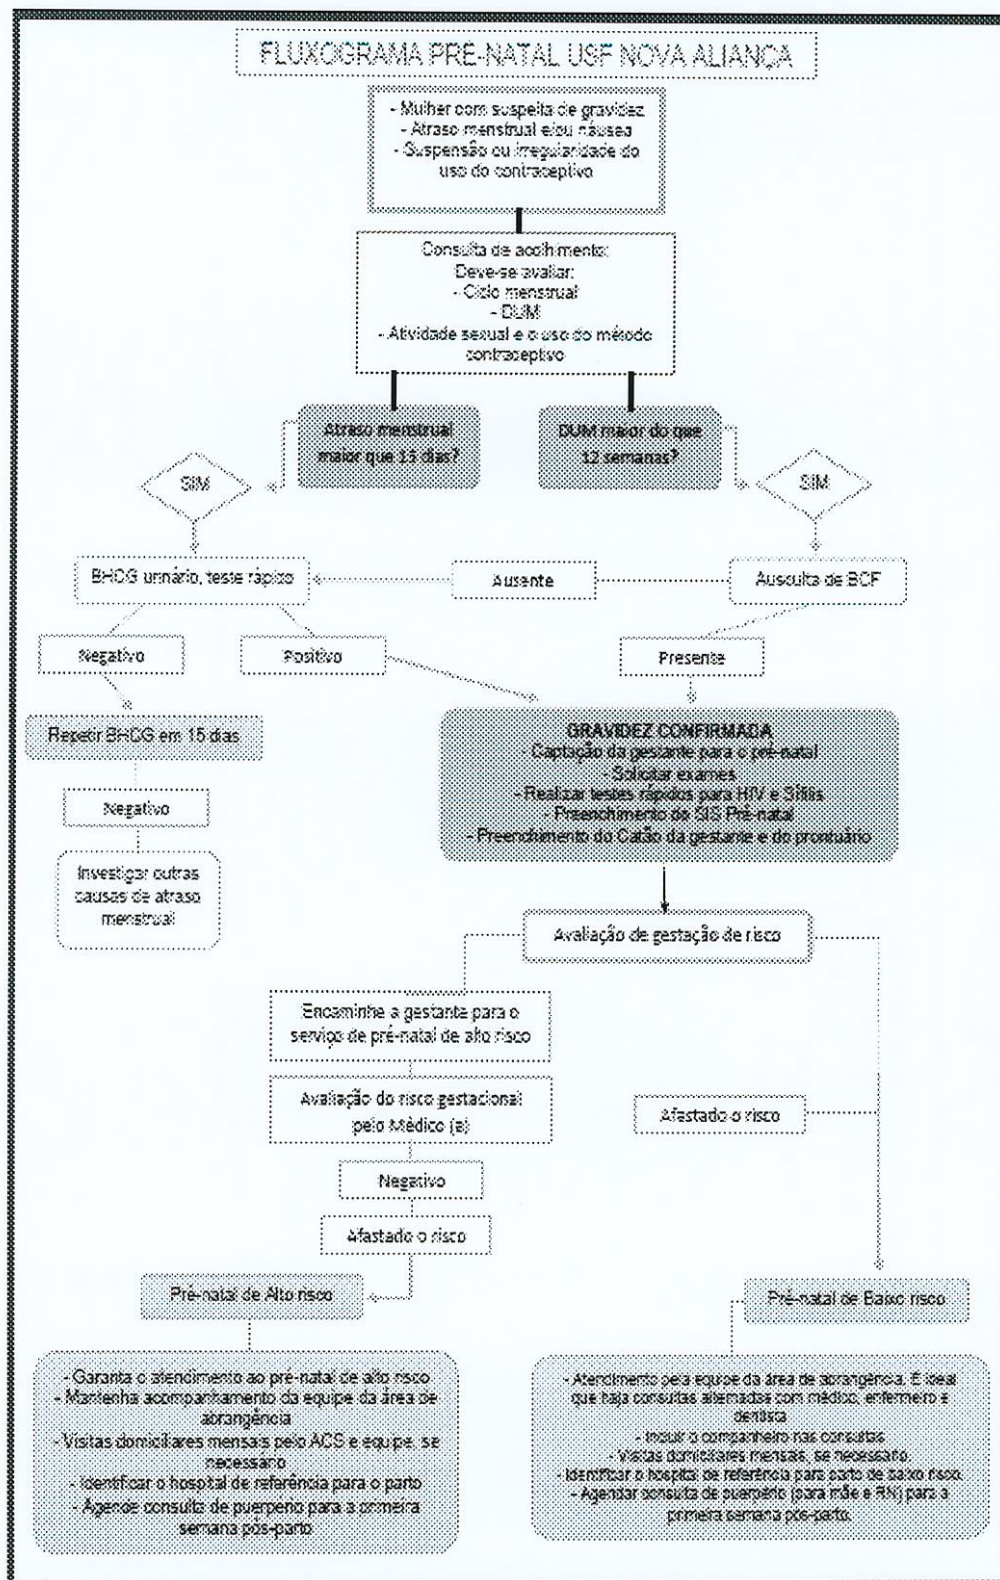 FLUXOGRAMA PRÉ-NATAL USF NOVA ALIANÇA
- Mulher com suspeita de gravidez
- Atraso menstrual e/ou náusea
- Suspensão ou irregularidade do
uso do contraceptivo
Consulta de acolhimento:
Deve-se avaliar:
- Ciclo menstrual
- DUM
- Atividade sexual e o uso do método
contraceptivo
Atraso menstrual
maior que 15 dias?
DUM maior do que
12 semanas?
SIM
SIM
BHCG urinário, teste rápido
Ausente
Ausculta de BCF
Negativo
Positivo
Presente
Repetir BHCG em 15 dias
GRAVIDEZ CONFIRMADA
- Captação da gestante para o pré-natal
- Solicitar exames
- Realizar testes rápidos para HIV e Sífilis
- Preenchimento do SIS Pré-natal
- Preenchimento do Catão da gestante e do prontuário
Negativo
Investigar outras
causas de atraso
menstrual
Avaliação de gestação de risco
Encaminhe a gestante para o
serviço de pré-natal de alto risco
Avaliação do risco gestacional
pelo Médico (a)
Afastado o risco
Negativo
Afastado o risco
Pré-natal de Alto risco
Pré-natal de Baixo risco
- Garanta o atendimento ao pré-natal de alto risco
- Mantenha acompanhamento da equipe da área de
abrangência
- Visitas domiciliares mensais pelo ACS e equipe, se
necessário
- Identificar o hospital de referência para o parto
- Agende consulta de puerpério para a primeira
semana pós-parto
- Atendimento pela equipe da área de abrangência. É ideal
que haja consultas alternadas com médico, enfermeiro e
dentista
- Incluir o companheiro nas consultas
- Visitas domiciliares mensais, se necessário.
- Identificar o hospital de referência para parto de baixo risco.
- Agendar consulta de puerpério (para mãe e RN) para a
primeira semana pós-parto.